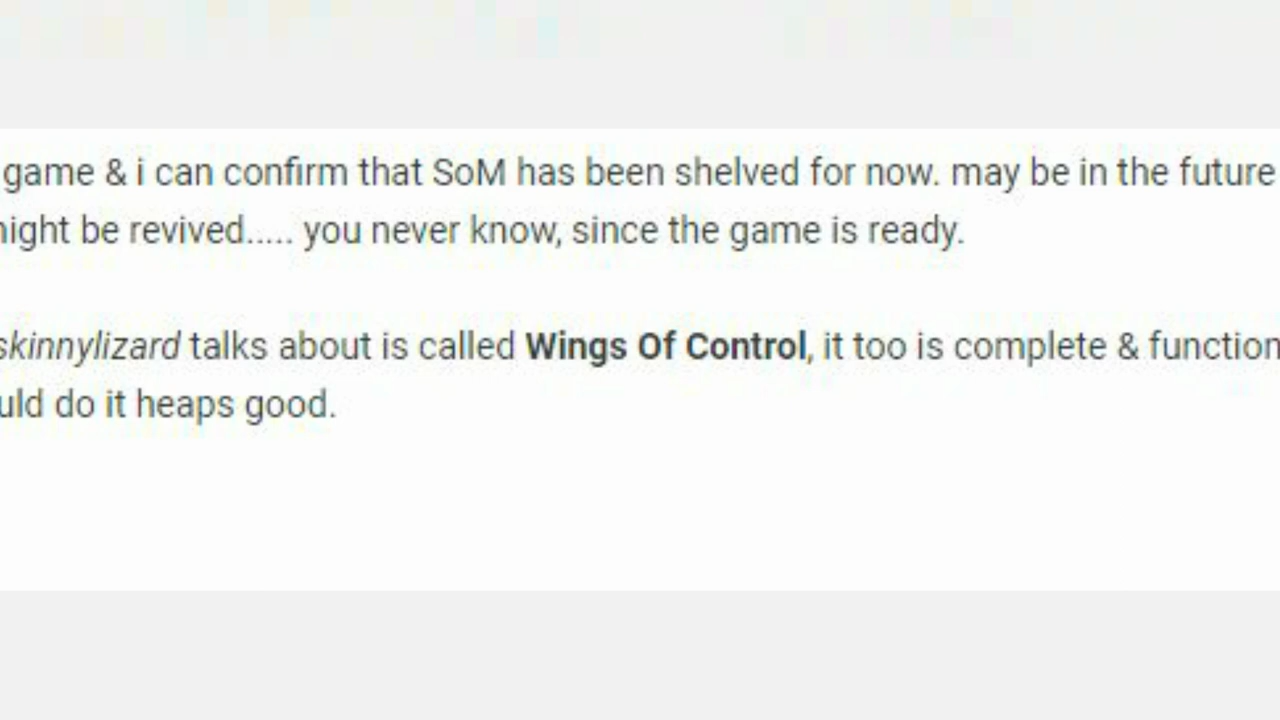 game & i can confirm that SoM has been shelved for now. may be in the future
might be revived..... you never know, since the game is ready.
skinnylizard talks about is called Wings Of Control, it too is complete & function
uld do it heaps good.